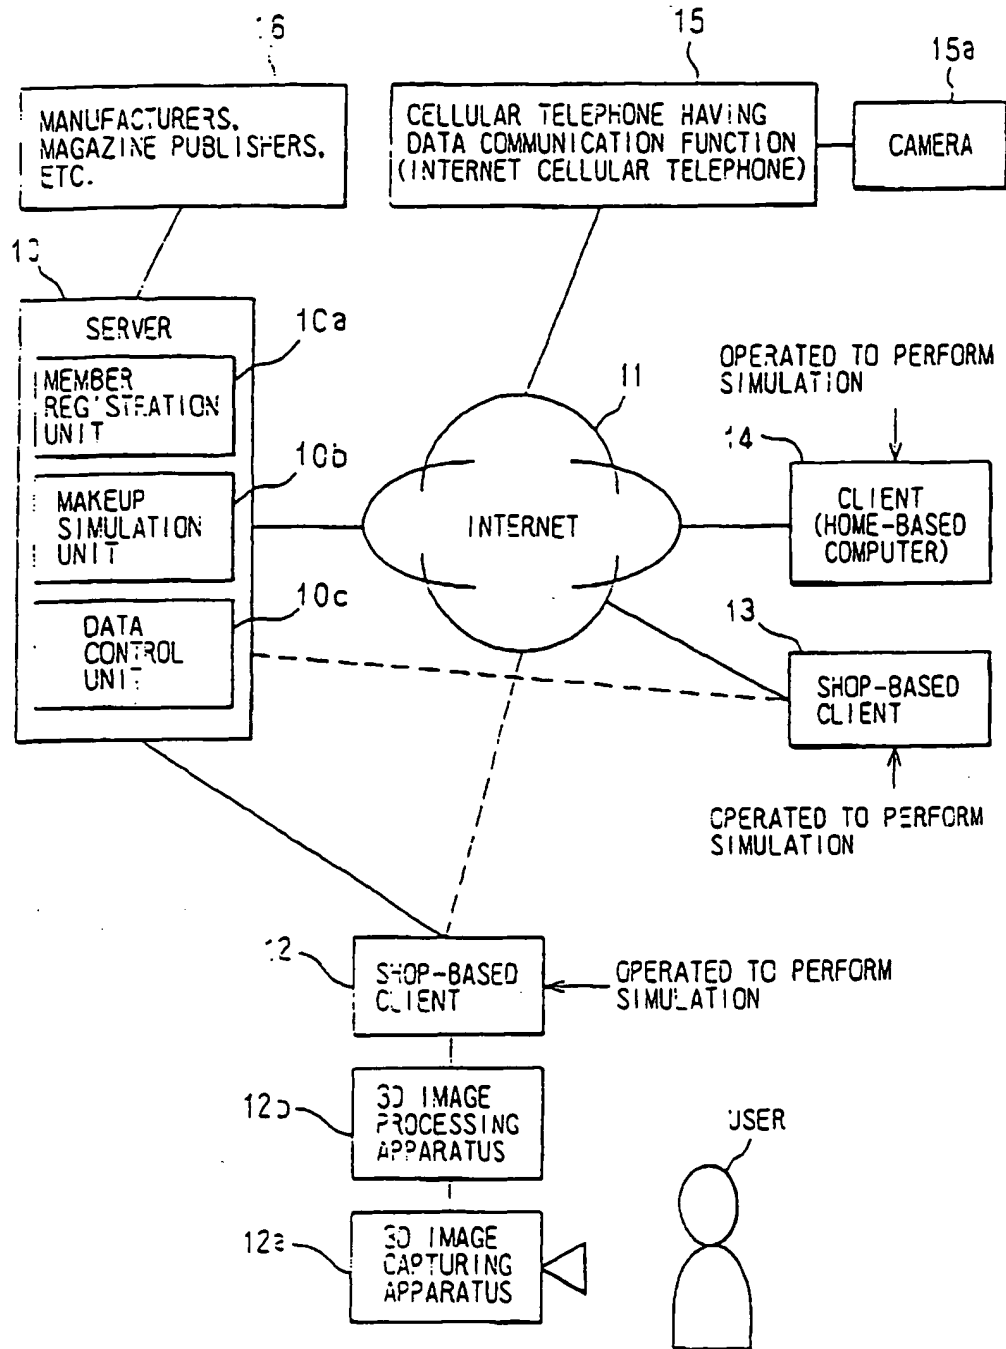 16
15
15a
MANUFACTURERS,
MAGAZINE PUBLISHERS,
ETC.
CELLULAR TELEPHONE HAVING
DATA COMMUNICATION FUNCTION
(INTERNET CELLULAR TELEPHONE)
CAMERA
10
SERVER
10a
MEMBER
REGISTRATION
UNIT
10b
MAKEUP
SIMULATION
UNIT
10c
DATA
CONTROL
UNIT
11
INTERNET
OPERATED TO PERFORM
SIMULATION
14
CLIENT
(HOME-BASED
COMPUTER)
13
SHOP-BASED
CLIENT
OPERATED TO PERFORM
SIMULATION
12
SHOP-BASED
CLIENT
OPERATED TO PERFORM
SIMULATION
12b
3D IMAGE
PROCESSING
APPARATUS
USER
12a
3D IMAGE
CAPTURING
APPARATUS